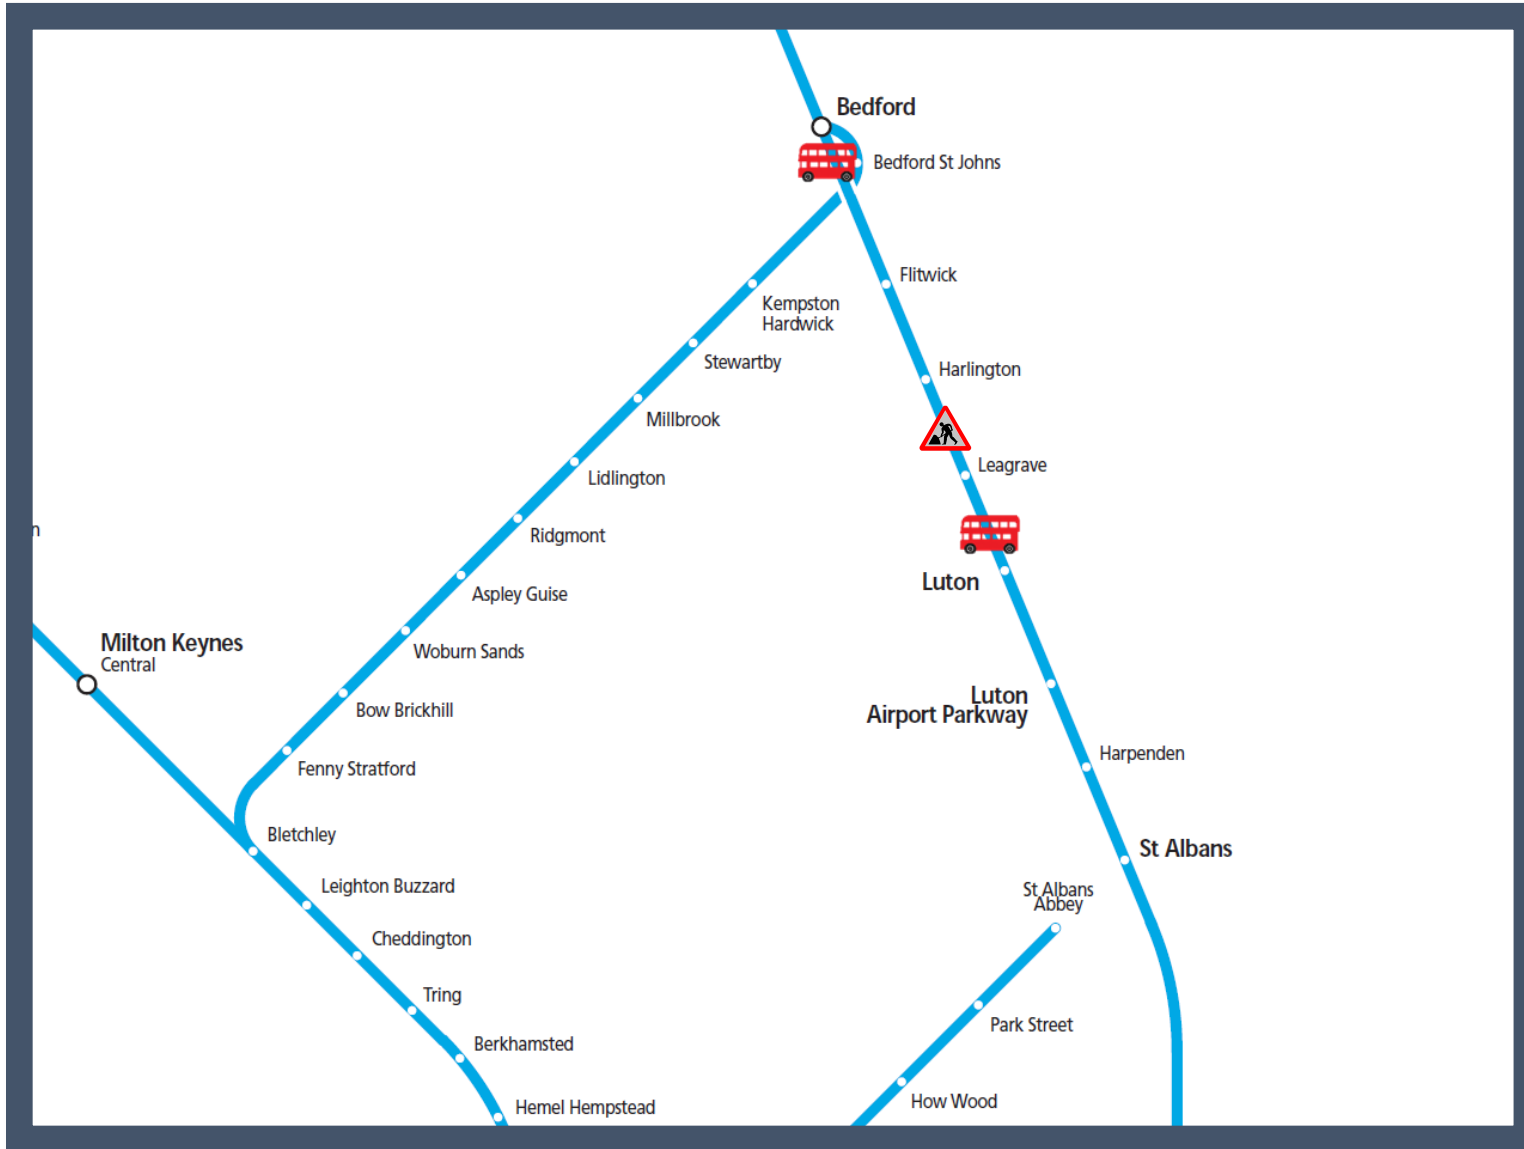 Bedford
Bedford St Johns
Flitwick
Kempston
Hardwick
Harlington
Stewartby
Millbrook
Leagrave
Lidlington
n
Ridgmont
Luton
Aspley Guise
Milton Keynes
Central
Woburn Sands
Luton
Airport Parkway
Bow Brickhill
Harpenden
Fenny Stratford
Bletchley
St Albans
Leighton Buzzard
St Albans
Abbey
Cheddington
Tring
Park Street
Berkhamsted
How Wood
Hemel Hempstead